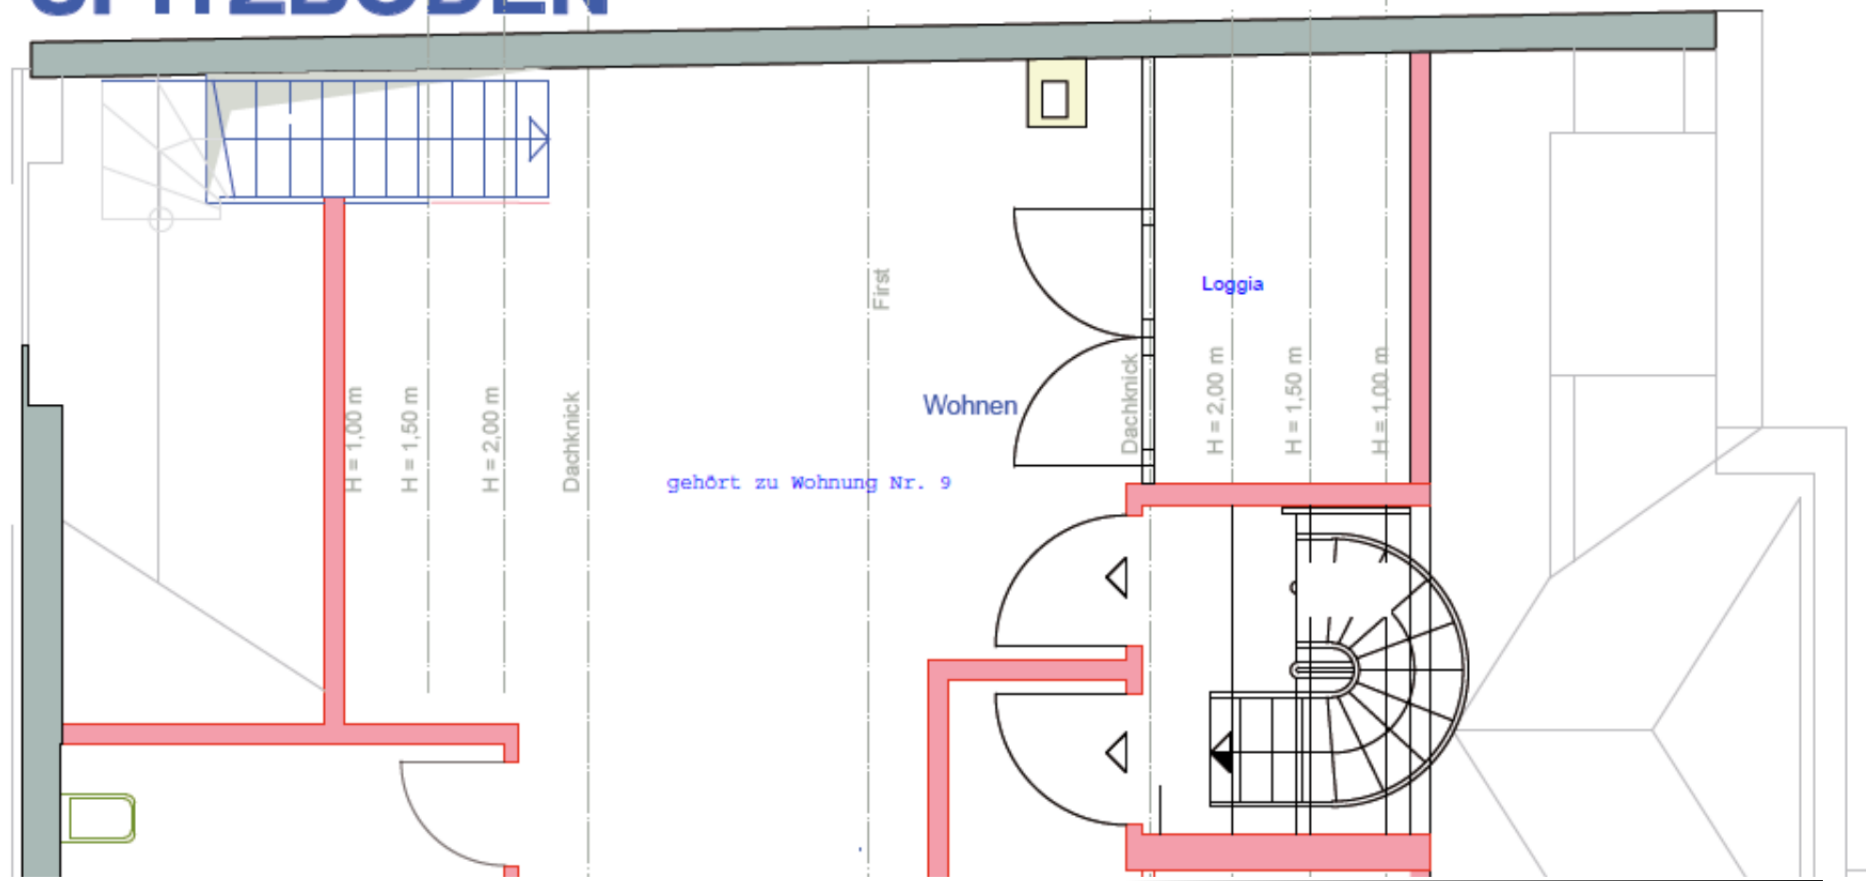 SPITZBODEN
First
Loggia
Wohnen
H = 1,00 m
H = 1,50 m
H = 2,00 m
Dachknick
Dachknick
H = 2,00 m
H = 1,50 m
H = 1,00 m
gehört zu Wohnung Nr. 9